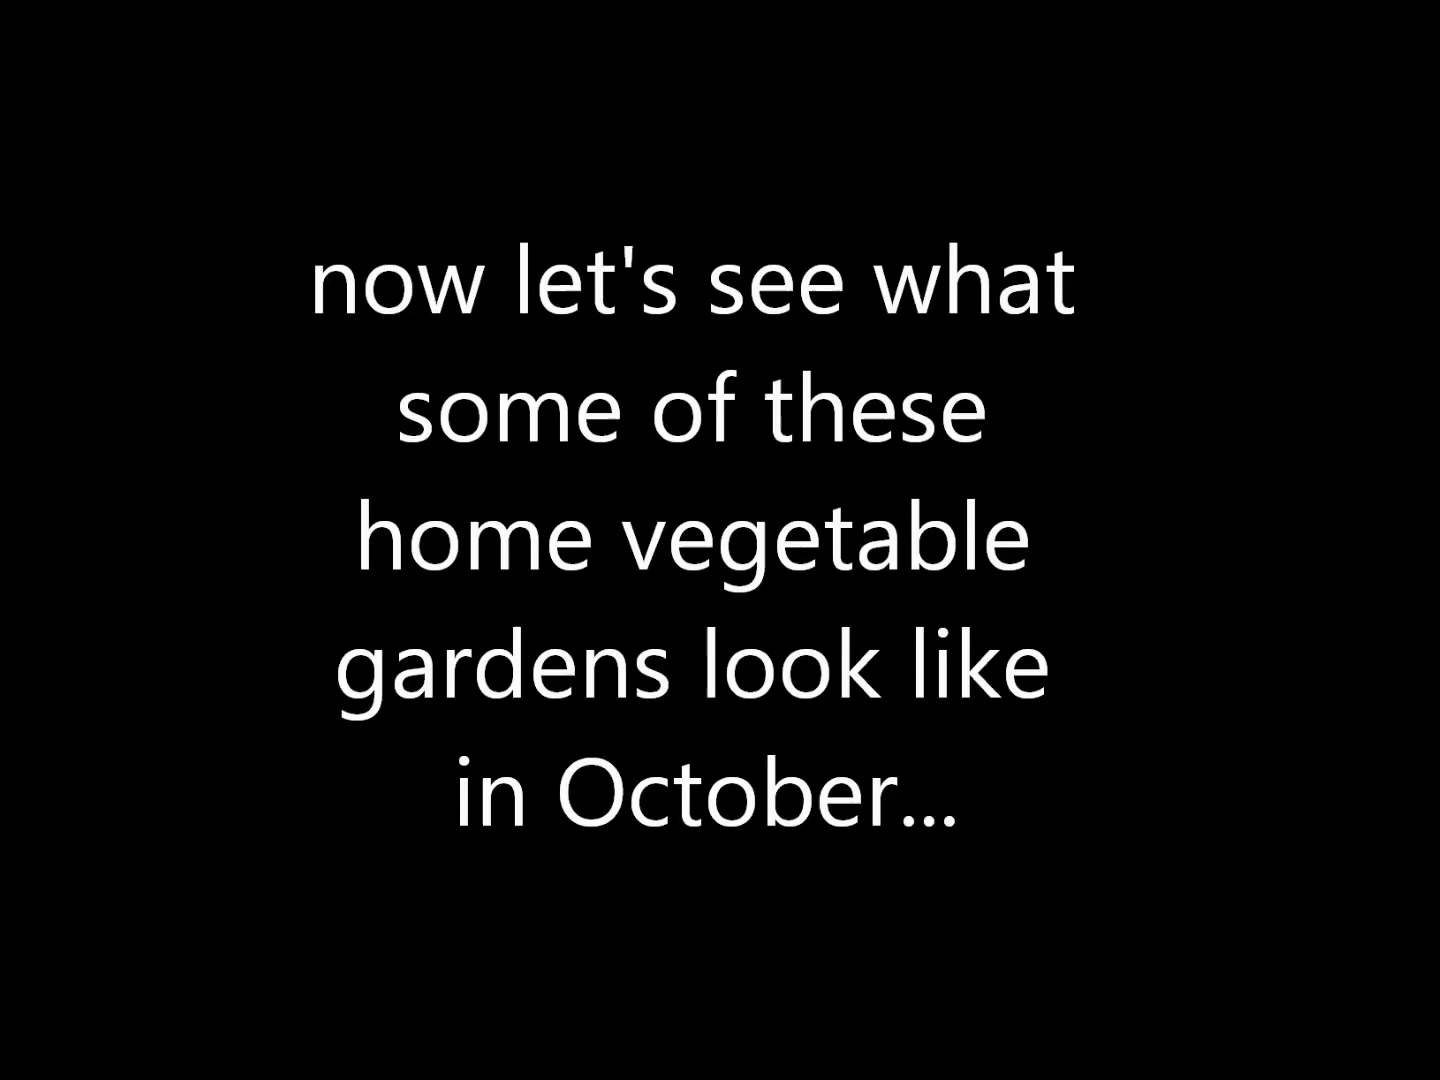 now let's see what
some of these
home vegetable
gardens look like
in October...